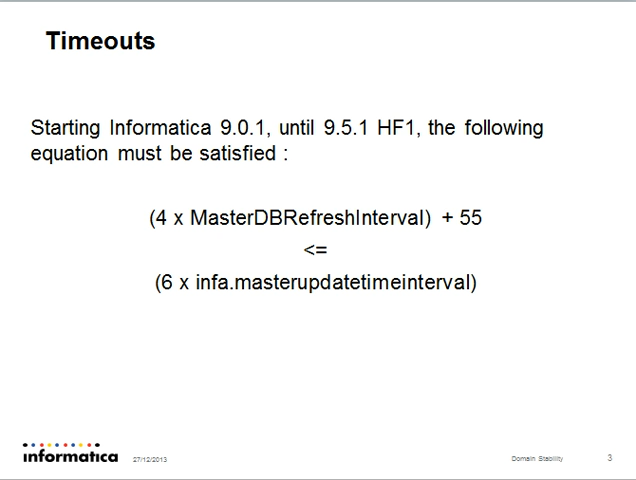 Timeouts
Starting Informatica 9.0.1, until 9.5.1 HF1, the following
equation must be satisfied :
(4 x MasterDBRefreshInterval) + 55
<=
(6 x infa.masterupdatetimeinterval)
informatica 27/12/2013 Domain Stability 3